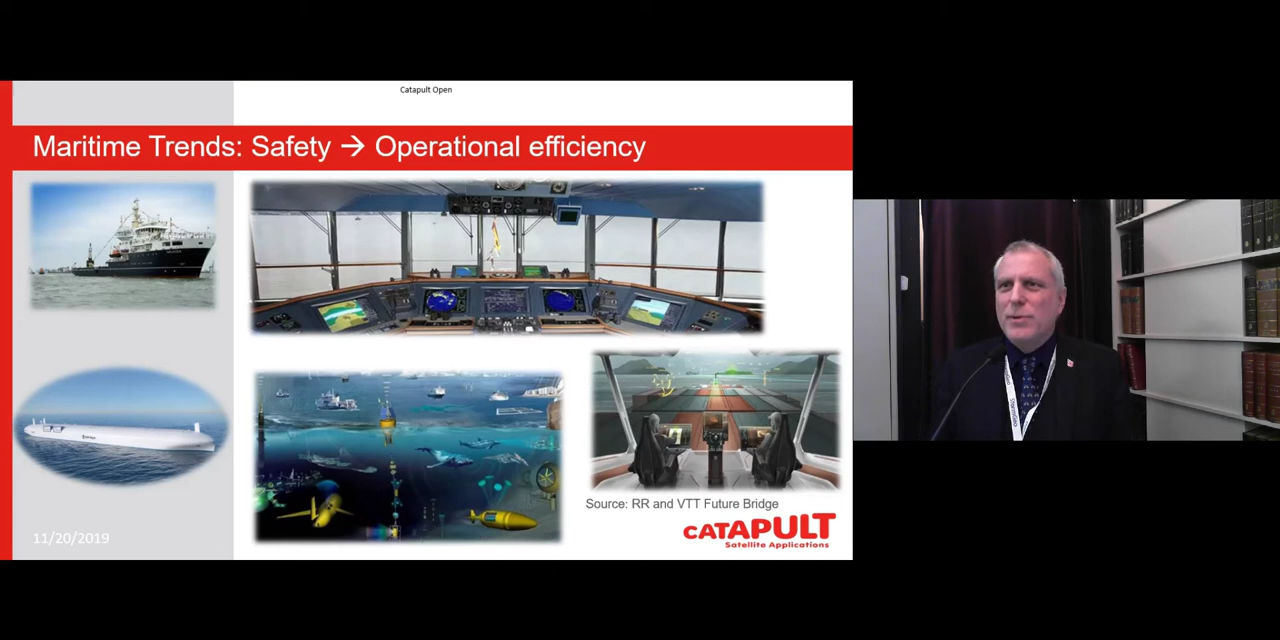 Catapult Open
Maritime Trends: Safety → Operational efficiency
Source: RR and VTT Future Bridge
11/20/2019
CATAPULT
Satellite Applications
StormGeo